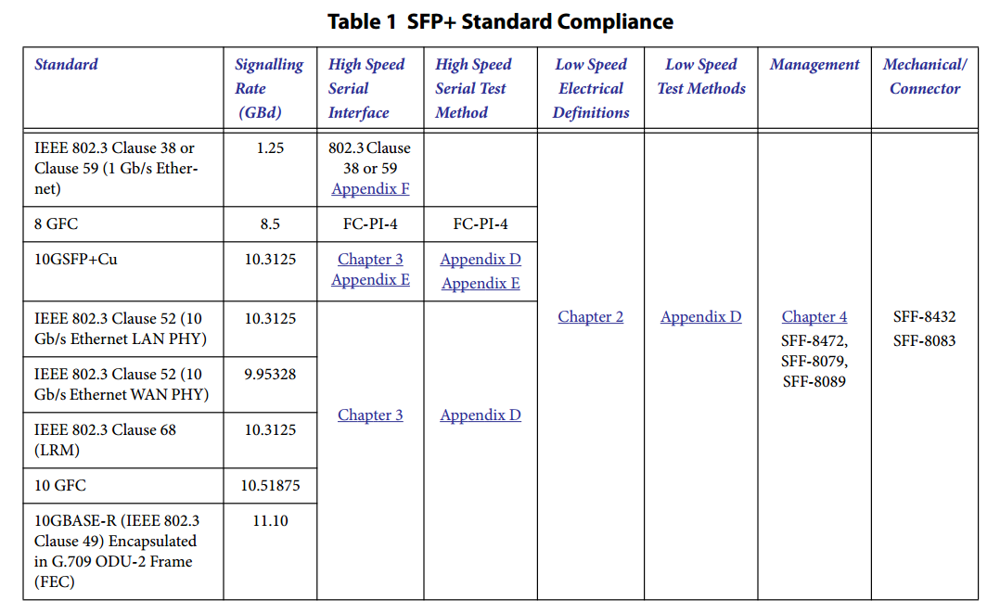 Table 1 SFP+ Standard Compliance
Standard
Signalling
Rate
(GBd)
High Speed
Serial
Interface
High Speed
Serial Test
Method
Low Speed
Electrical
Definitions
Low Speed
Test Methods
Management
Mechanical/
Connector
IEEE 802.3 Clause 38 or
Clause 59 (1 Gb/s Ether-
net)
1.25
802.3 Clause
38 or 59
Appendix F
8 GFC
8.5
FC-PI-4
FC-PI-4
10GSFP+Cu
10.3125
Chapter 3
Appendix E
Appendix D
Appendix E
IEEE 802.3 Clause 52 (10
Gb/s Ethernet LAN PHY)
10.3125
IEEE 802.3 Clause 52 (10
Gb/s Ethernet WAN PHY)
9.95328
IEEE 802.3 Clause 68
(LRM)
10.3125
10 GFC
10.51875
10GBASE-R (IEEE 802.3
Clause 49) Encapsulated
in G.709 ODU-2 Frame
(FEC)
11.10
Chapter 3
Appendix D
Chapter 2
Appendix D
Chapter 4
SFF-8472,
SFF-8079,
SFF-8089
SFF-8432
SFF-8083